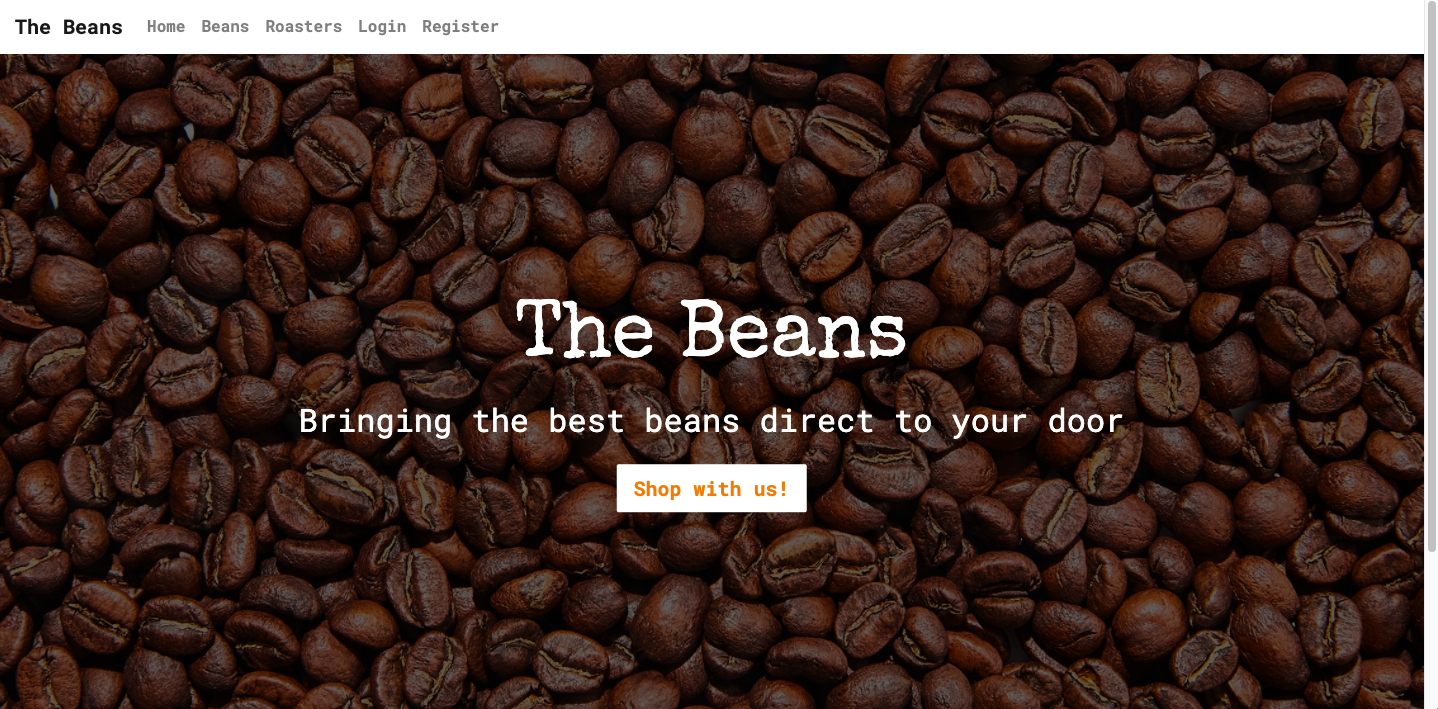 The Beans Home Beans Roasters Login Register
The Beans
Bringing the best beans direct to your door
Shop with us!